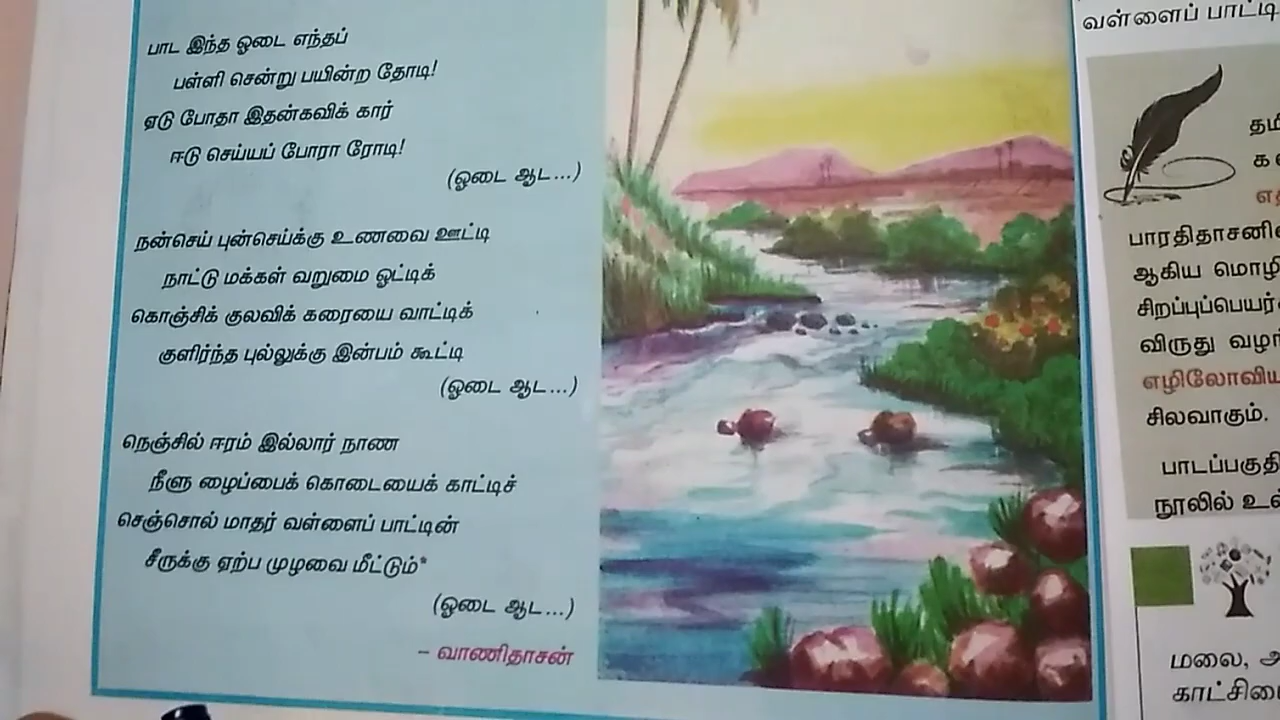 பாட இந்த ஓடை எந்தப்
பள்ளி சென்று பயின்ற தோடி!
ஏடு போதா இதன்கவிக் கார்
ஈடு செய்யப் போரா ரோடி!
(ஓடை ஆட...)
நன்செய் புன்செய்க்கு உணவை ஊட்டி
நாட்டு மக்கள் வறுமை ஓட்டிக்
கொஞ்சிக் குலவிக் கரையை வாட்டிக்
குளிர்ந்த புல்லுக்கு இன்பம் கூட்டி
(ஓடை ஆட...)
நெஞ்சில் ஈரம் இல்லார் நாண
நீளு ழைப்பைக் கொடையைக் காட்டிச்
செஞ்சொல் மாதர் வள்ளைப் பாட்டின்
சீருக்கு ஏற்ப முழவை மீட்டும்*
(ஓடை ஆட...)
– வாணிதாசன்
வள்ளைப் பாட்டி
பாரதிதாசனி
ஆகிய மொழி
சிறப்புப்பெயர்
விருது வழ
எழிலோவிய
சிலவாகும்.
பாடப்பகுதி
நூலில் உ
மலை,
காட்சியை